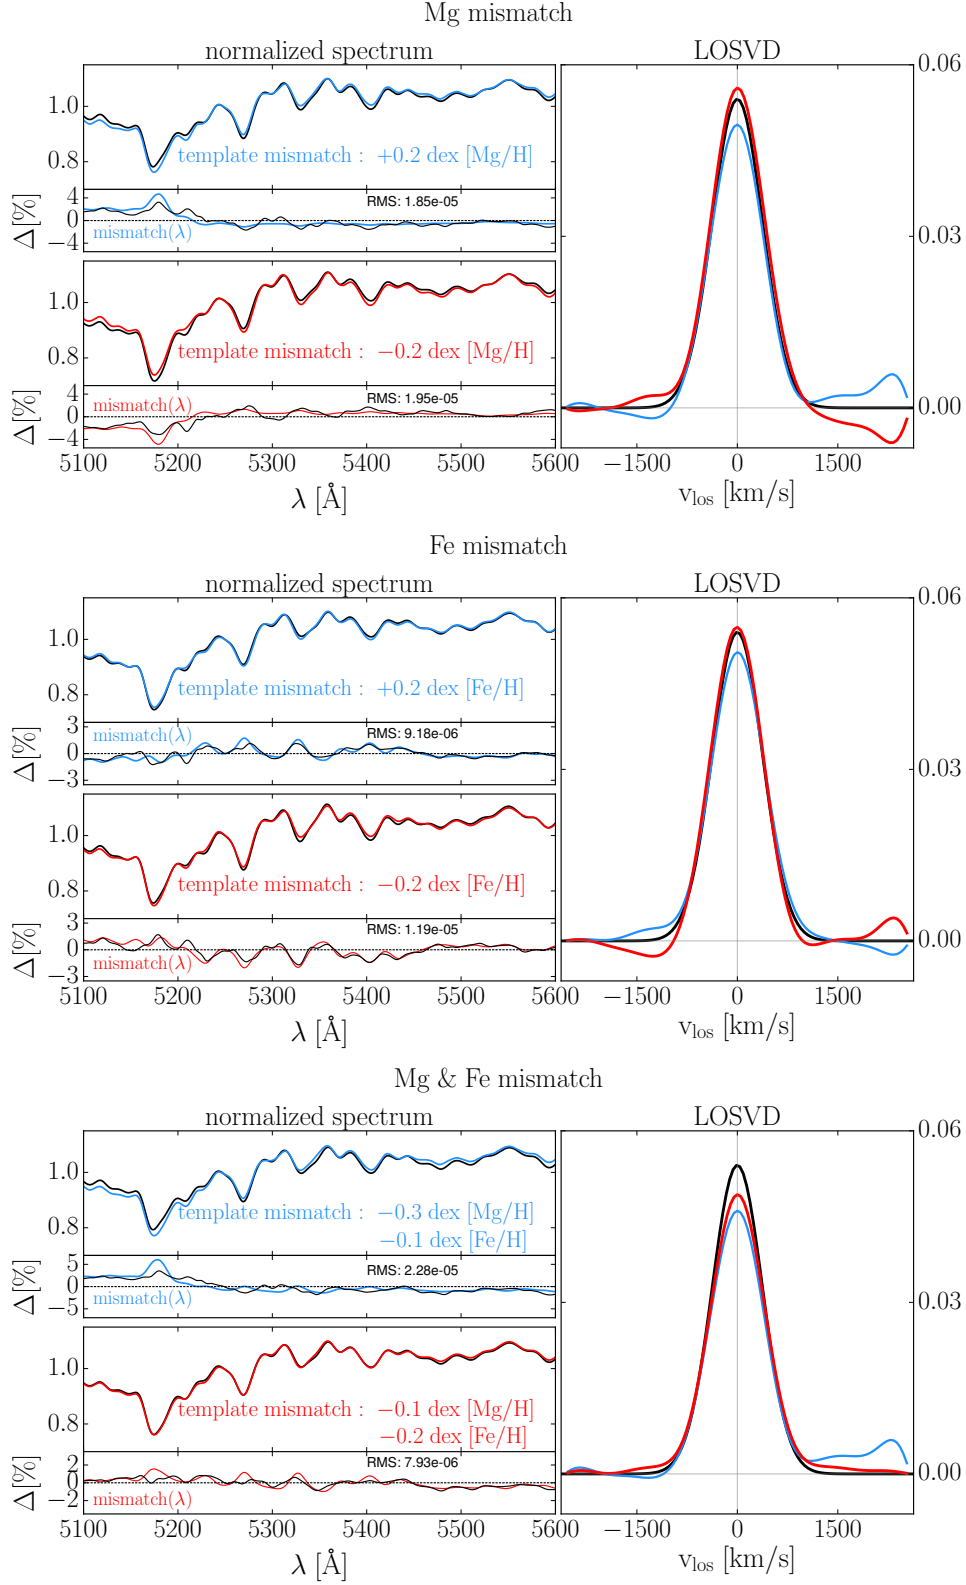 Mg mismatch
normalized spectrum
LOSVD
1.0
0.8
template mismatch : +0.2 dex [Mg/H]
Δ[%]
4
0
−4
RMS: 1.85e-05
mismatch(λ)
1.0
0.8
template mismatch : −0.2 dex [Mg/H]
Δ[%]
4
0
−4
mismatch(λ)
RMS: 1.95e-05
5100 5200 5300 5400 5500 5600
λ [Å]
0.06
0.03
0.00
−1500 0 1500
v_los [km/s]
Fe mismatch
normalized spectrum
LOSVD
1.0
0.8
template mismatch : +0.2 dex [Fe/H]
Δ[%]
3
3
0
−3
mismatch(λ)
RMS: 9.18e-06
1.0
0.8
template mismatch : −0.2 dex [Fe/H]
Δ[%]
3
0
−3
RMS: 1.19e-05
mismatch(λ)
5100 5200 5300 5400 5500 5600
λ [Å]
0.06
0.03
0.00
−1500 0 1500
v_los [km/s]
Mg & Fe mismatch
normalized spectrum
LOSVD
1.0
0.8
template mismatch : −0.3 dex [Mg/H]
−0.1 dex [Fe/H]
Δ[%]
5
0
−5
RMS: 2.28e-05
mismatch(λ)
1.0
0.8
template mismatch : −0.1 dex [Mg/H]
−0.2 dex [Fe/H]
Δ[%]
2
0
−2
RMS: 7.93e-06
mismatch(λ)
5100 5200 5300 5400 5500 5600
λ [Å]
0.06
0.03
0.00
−1500 0 1500
v_los [km/s]